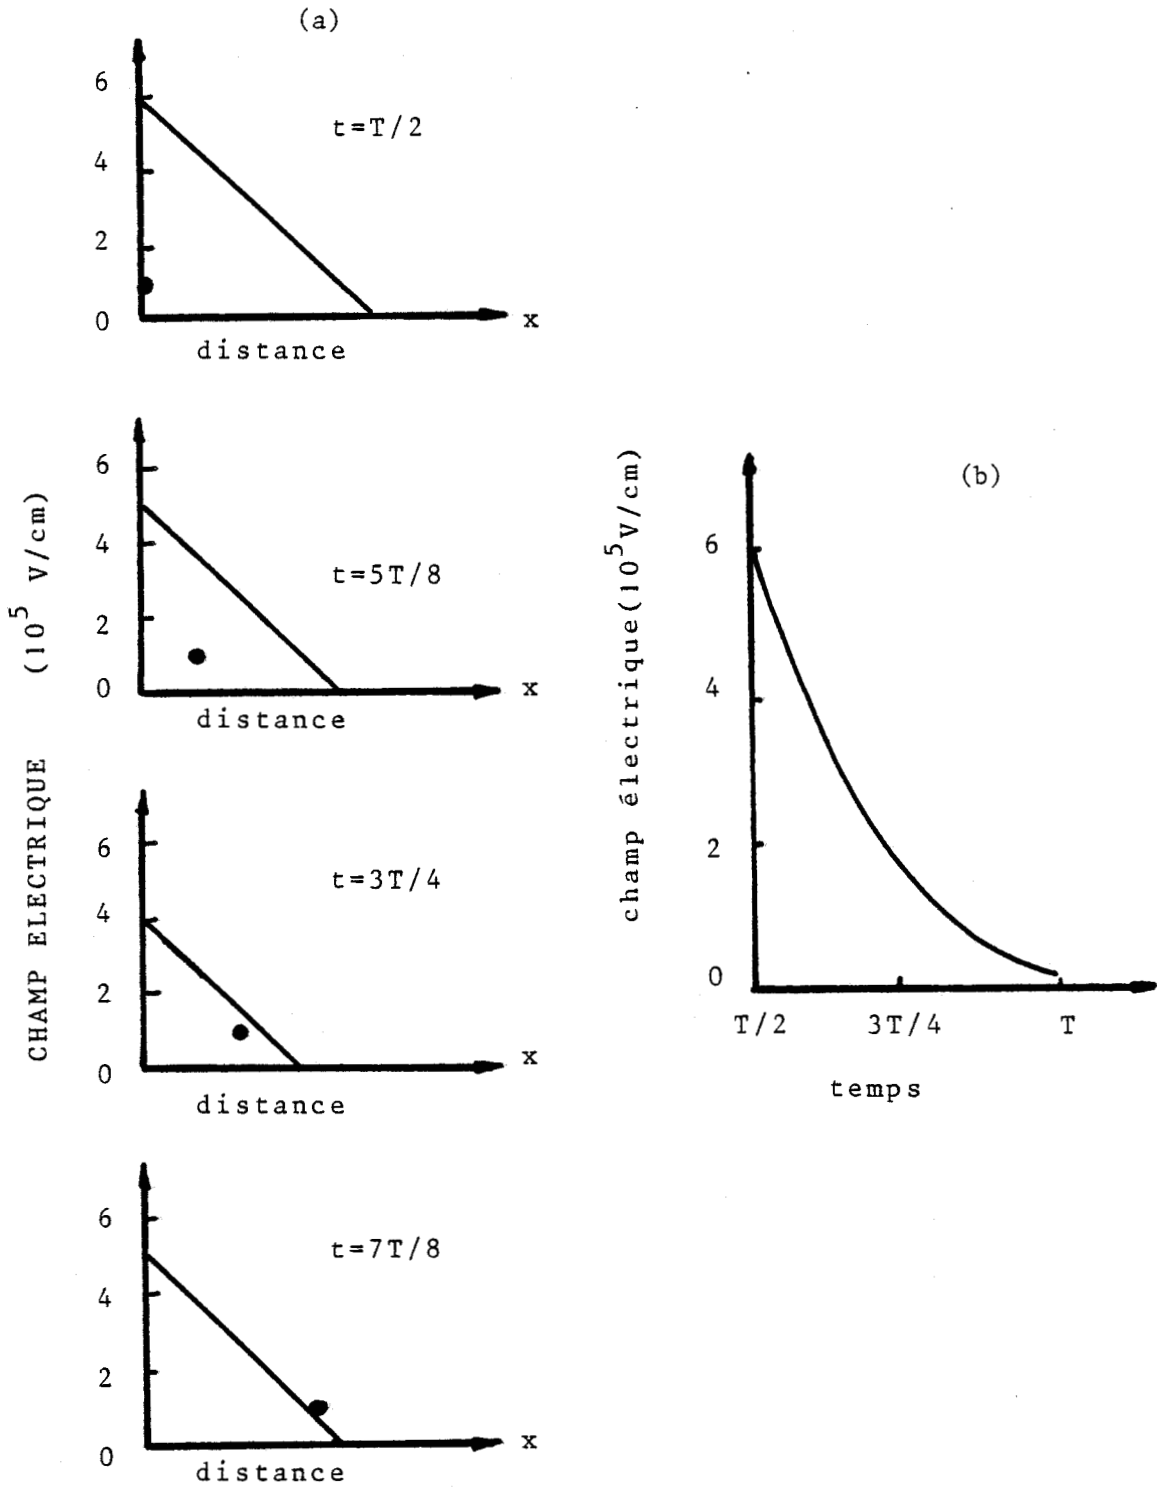 (a)
6
4
2
0
t=T/2
x
distance
6
4
2
0
t=5T/8
x
distance
CHAMP ELECTRIQUE (10⁵ V/cm)
6
4
2
0
t=3T/4
x
distance
6
4
2
0
t=7T/8
x
distance
(b)
champ électrique(10⁵V/cm)
6
4
2
0
T/2 3T/4 T
temps